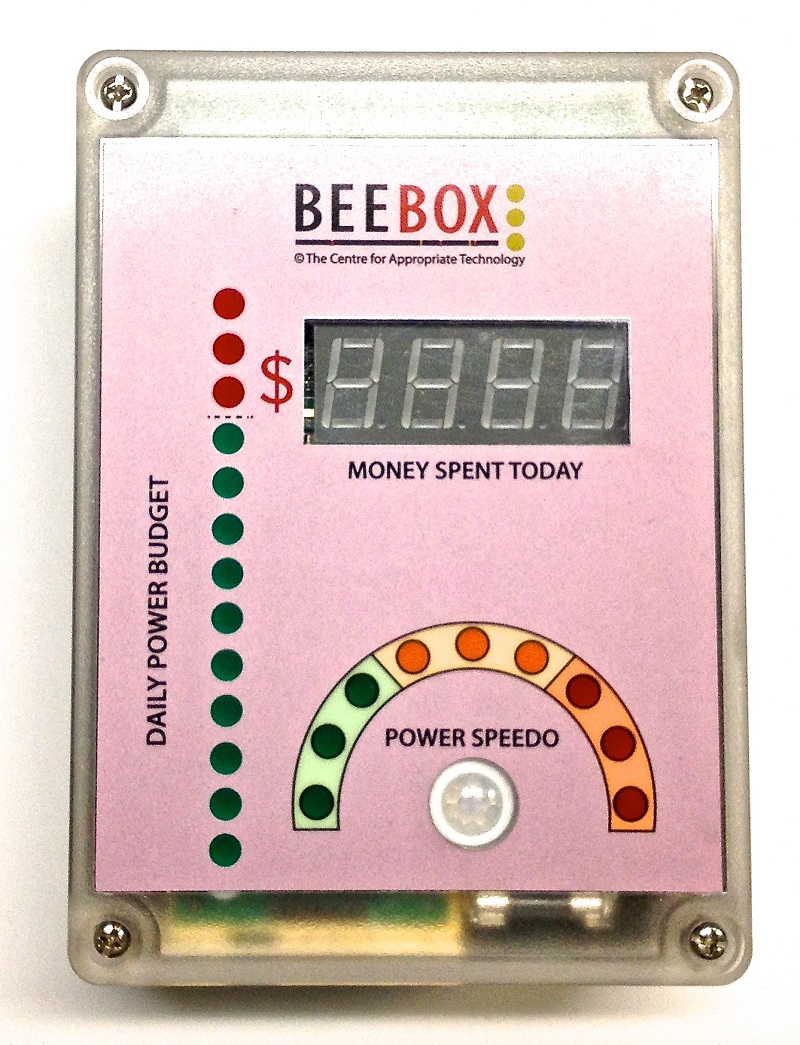 BEEBOX
© The Centre for Appropriate Technology
$
MONEY SPENT TODAY
DAILY POWER BUDGET
POWER SPEEDO